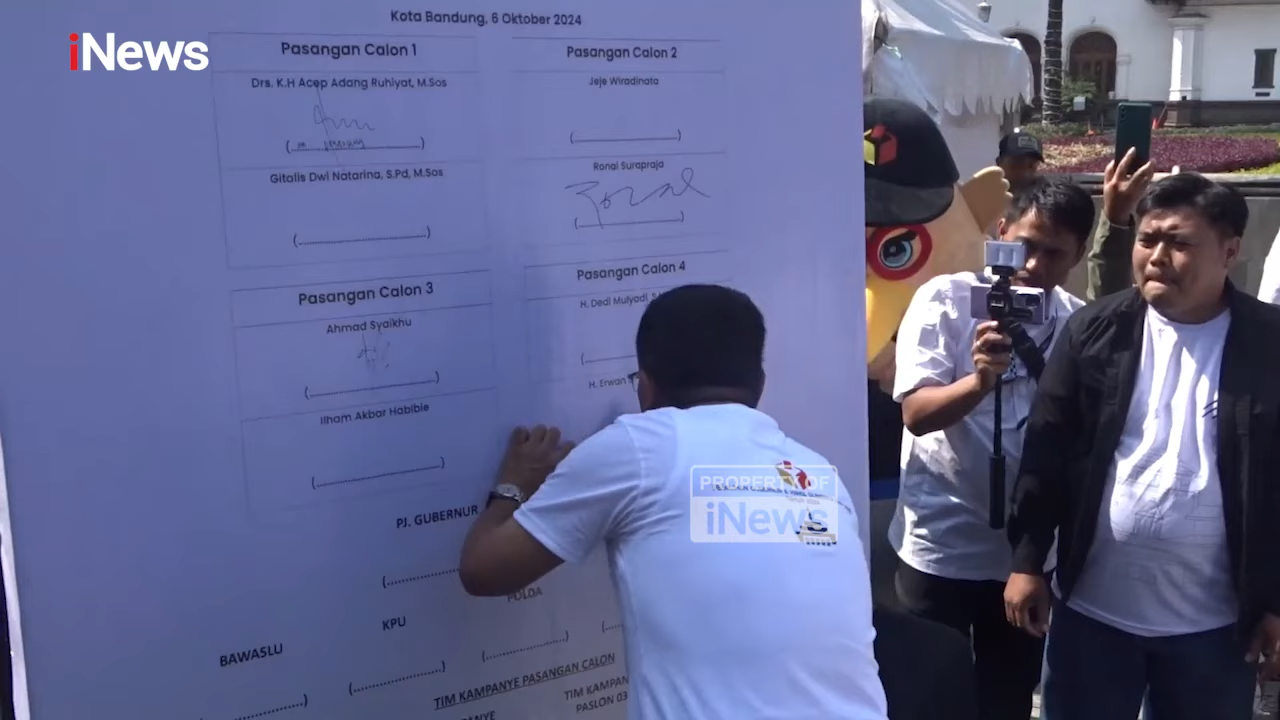 iNews
Kota Bandung, 6 Oktober 2024
Pasangan Calon 1
Drs. K.H Acep Adang Ruhiyat, M.Sos
Gitalis Dwi Natarina, S.Pd, M.Sos
Pasangan Calon 2
Jeje Wiradinata
Ronal Surapraja
Ronal
Pasangan Calon 3
Ahmad Syaikhu
Ilham Akbar Habibie
Pasangan Calon 4
H. Dedi Mulyadi,
H. Erwan
PJ. GUBERNUR
POLDA
KPU
BAWASLU
TIM KAMPANYE PASANGAN CALON
TIM
PASLON 03
PROPERTY OF
iNews